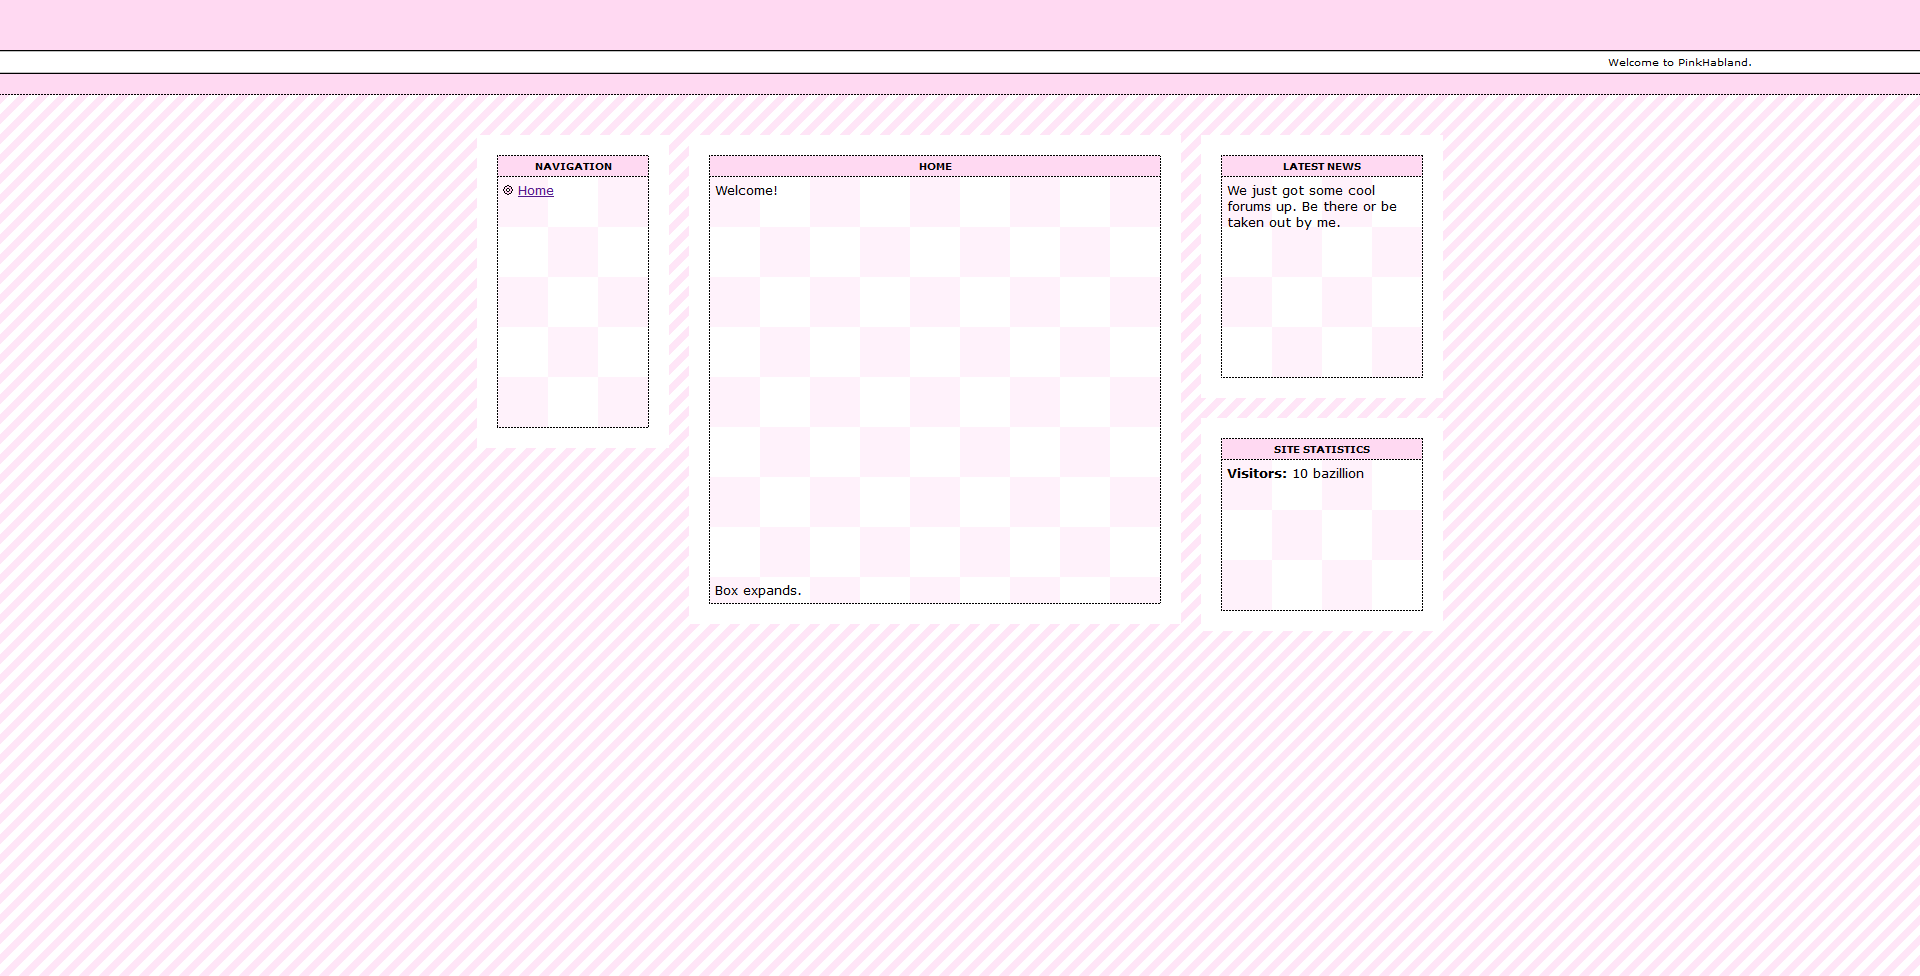 Welcome to PinkHabland.
NAVIGATION
Home
HOME
Welcome!
Box expands.
LATEST NEWS
We just got some cool
forums up. Be there or be
taken out by me.
SITE STATISTICS
Visitors: 10 bazillion